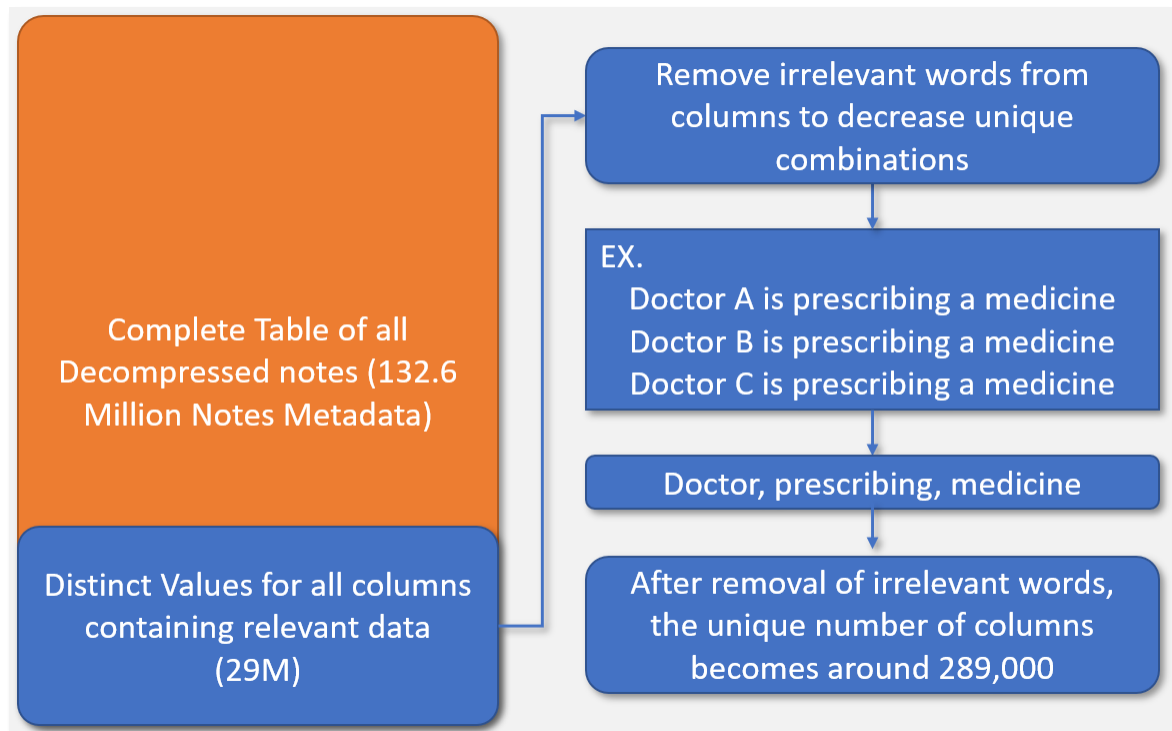 Complete Table of all
Decompressed notes (132.6
Million Notes Metadata)
Distinct Values for all columns
containing relevant data
(29M)
Remove irrelevant words from
columns to decrease unique
combinations
EX.
Doctor A is prescribing a medicine
Doctor B is prescribing a medicine
Doctor C is prescribing a medicine
Doctor, prescribing, medicine
After removal of irrelevant words,
the unique number of columns
becomes around 289,000